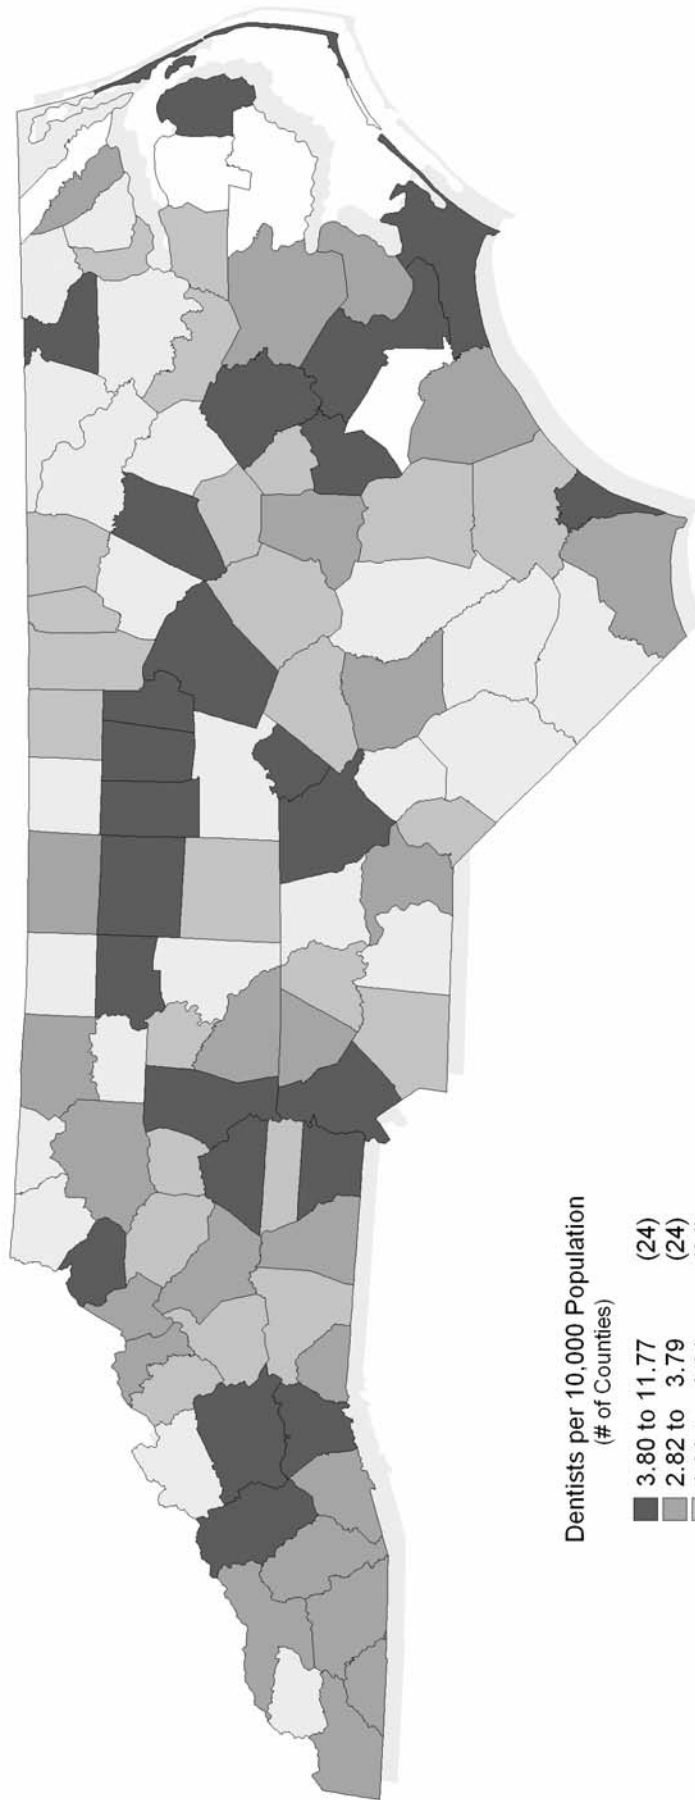 Dentists per 10,000 Population
(# of Counties)
3.80 to 11.77 (24)
2.82 to 3.79 (24)